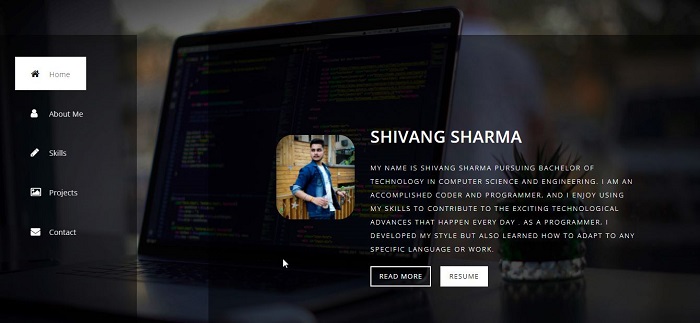 Home
About Me
Skills
Projects
Contact
SHIVANG SHARMA
MY NAME IS SHIVANG SHARMA PURSUING BACHELOR OF
TECHNOLOGY IN COMPUTER SCIENCE AND ENGINEERING. I AM AN
ACCOMPLISHED CODER AND PROGRAMMER, AND I ENJOY USING
MY SKILLS TO CONTRIBUTE TO THE EXCITING TECHNOLOGICAL
ADVANCES THAT HAPPEN EVERY DAY . AS A PROGRAMMER, I
DEVELOPED MY STYLE BUT ALSO LEARNED HOW TO ADAPT TO ANY
SPECIFIC LANGUAGE OR WORK.
READ MORE
RESUME